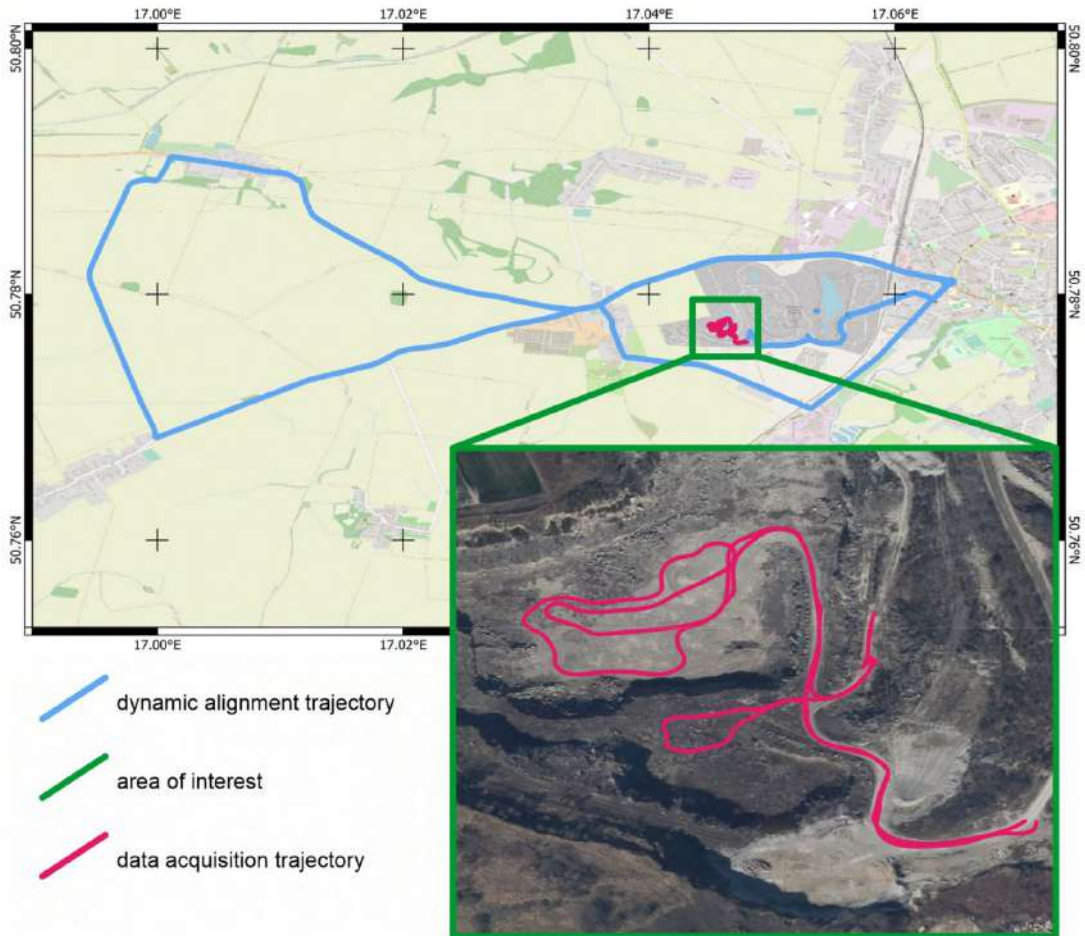 17.00°E 17.02°E 17.04°E 17.06°E
50.80°N 50.80°N
50.78°N 50.78°N
50.76°N 50.76°N
17.00°E 17.02°E
dynamic alignment trajectory
area of interest
data acquisition trajectory